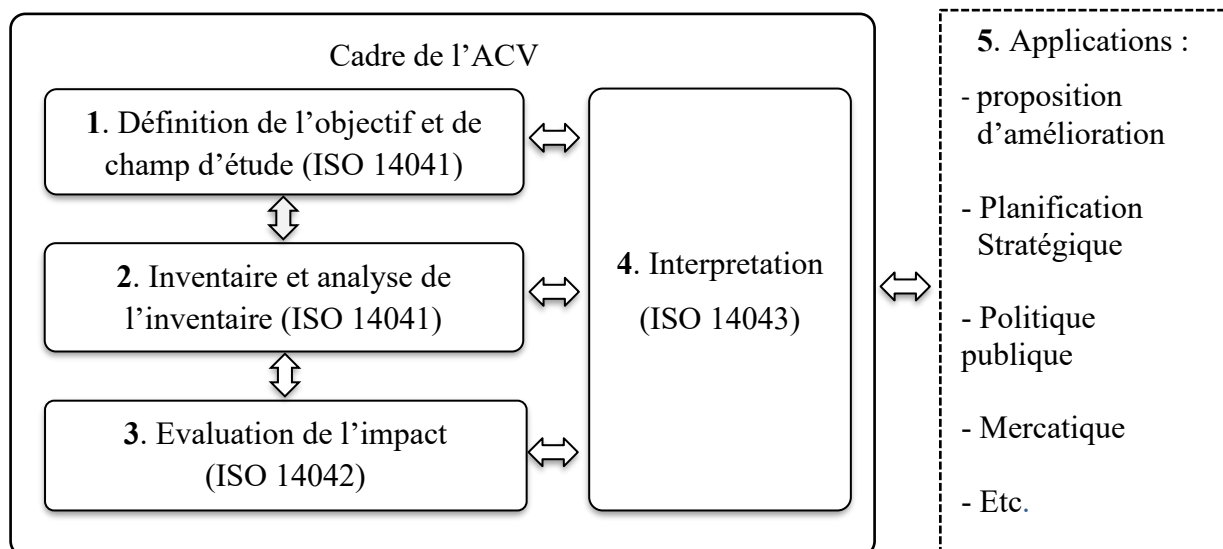 Cadre de l’ACV
1. Définition de l’objectif et de
champ d’étude (ISO 14041)
2. Inventaire et analyse de
l’inventaire (ISO 14041)
3. Evaluation de l’impact
(ISO 14042)
4. Interpretation
(ISO 14043)
5. Applications :
- proposition
d’amélioration
- Planification
Stratégique
- Politique
publique
- Mercatique
- Etc.